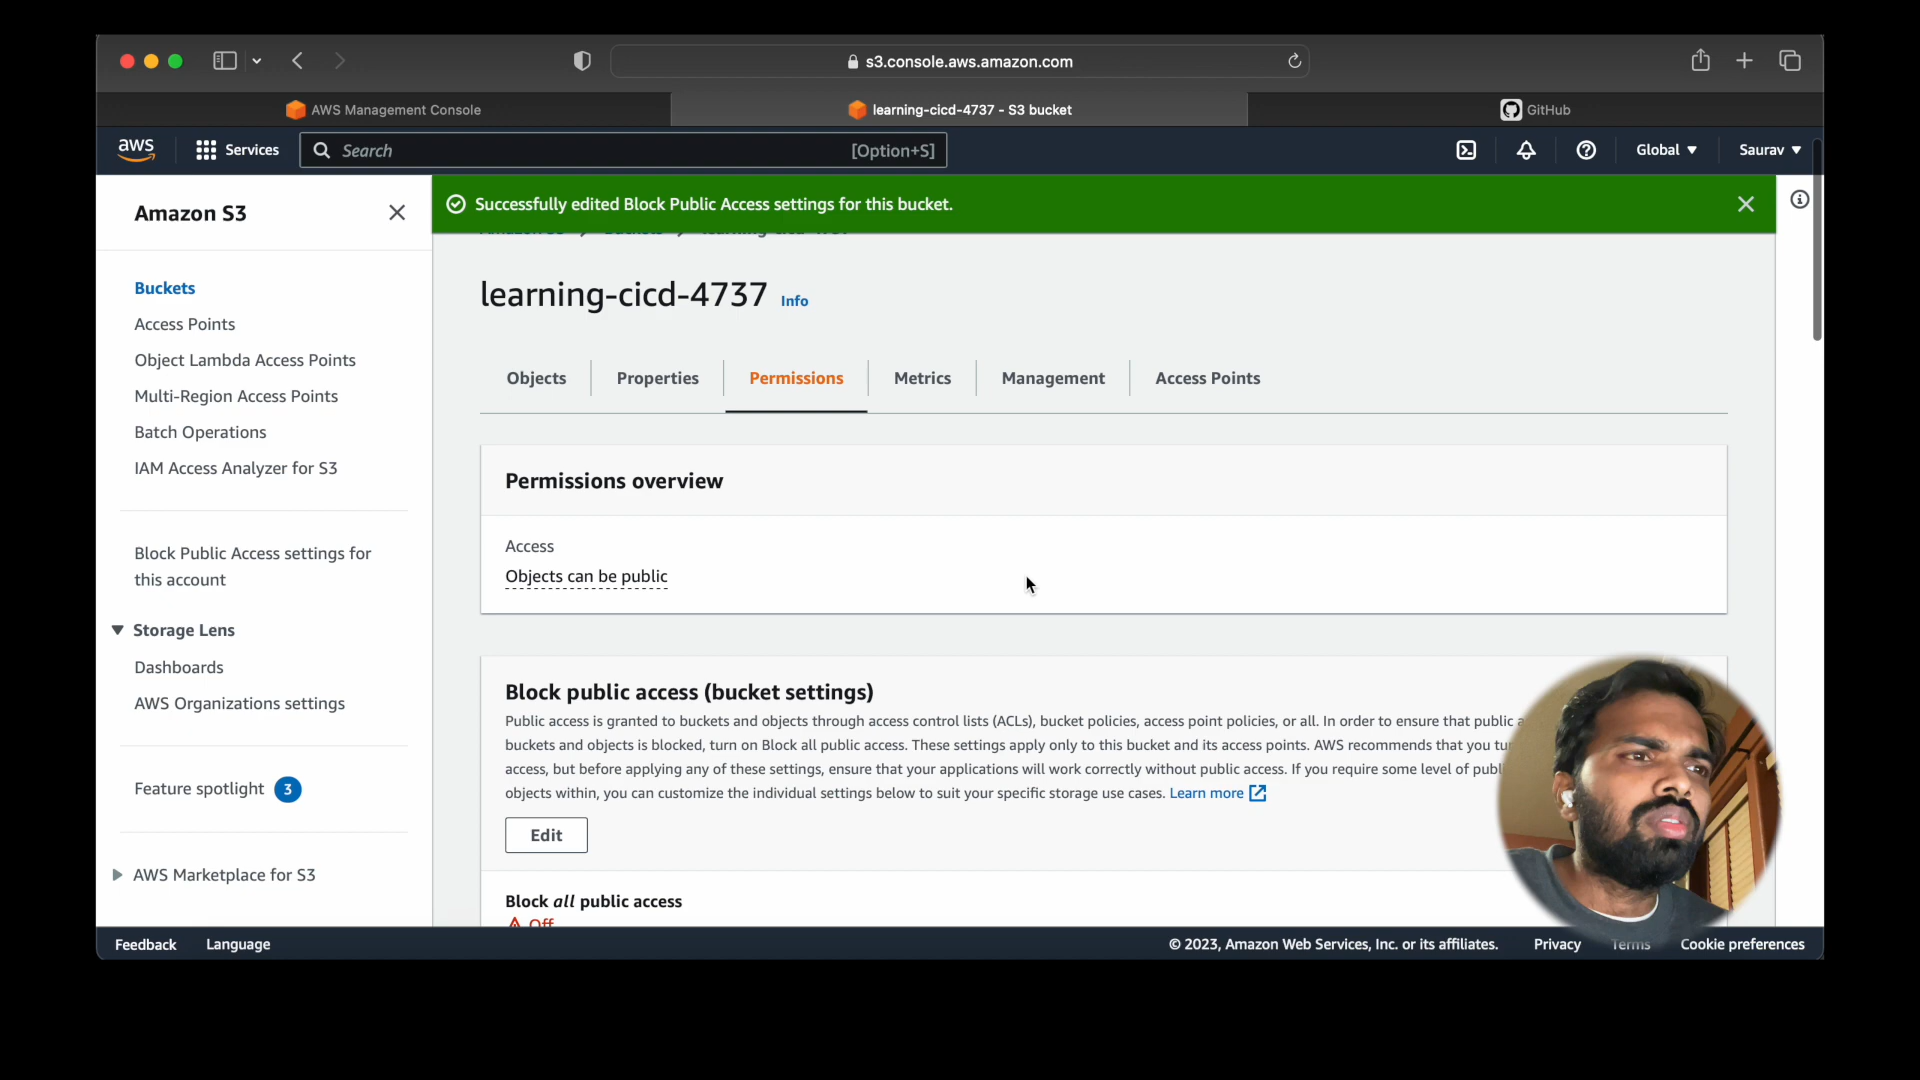 s3.console.aws.amazon.com
AWS Management Console
learning-cicd-4737 - S3 bucket
GitHub
aws
Services
Search
[Option+S]
Global
Saurav
Amazon S3
Successfully edited Block Public Access settings for this bucket.
Buckets
Access Points
Object Lambda Access Points
Multi-Region Access Points
Batch Operations
IAM Access Analyzer for S3
Block Public Access settings for
this account
Storage Lens
Dashboards
AWS Organizations settings
Feature spotlight 3
AWS Marketplace for S3
learning-cicd-4737 Info
Objects
Properties
Permissions
Metrics
Management
Access Points
Permissions overview
Access
Objects can be public
Block public access (bucket settings)
Public access is granted to buckets and objects through access control lists (ACLs), bucket policies, access point policies, or all. In order to ensure that public
buckets and objects is blocked, turn on Block all public access. These settings apply only to this bucket and its access points. AWS recommends that you
access, but before applying any of these settings, ensure that your applications will work correctly without public access. If you require some level of
objects within, you can customize the individual settings below to suit your specific storage use cases. Learn more
Edit
Block all public access
Off
Feedback
Language
© 2023, Amazon Web Services, Inc. or its affiliates.
Privacy
Terms
Cookie preferences